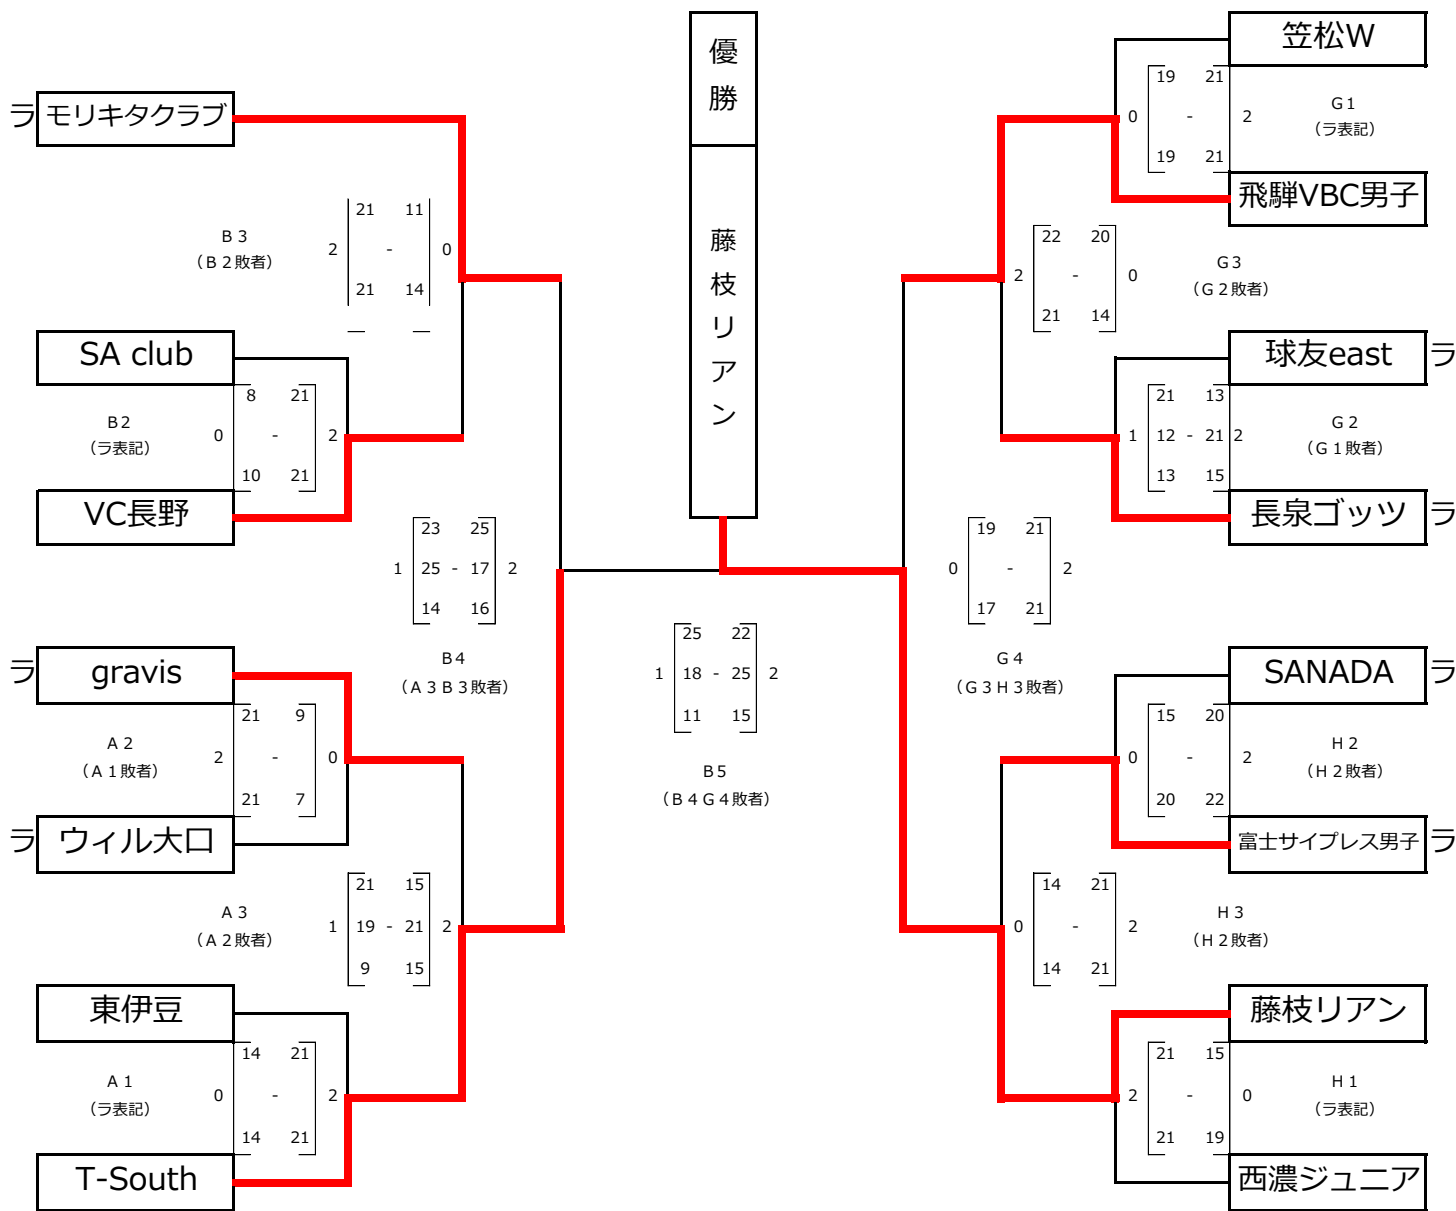 優勝
藤枝リアン
ラ モリキタクラブ
B3
(B2敗者)
2 21 11 0
-
21 14
SA club
B2
(ラ表記)
0 8 21 2
-
10 21
VC長野
B4
(A3B3敗者)
23 25
1 25 - 17 2
14 16
ラ gravis
A2
(A1敗者)
2 21 9 0
-
21 7
ラ ウィル大口
A3
(A2敗者)
21 15
1 19 - 21 2
9 15
東伊豆
A1
(ラ表記)
0 14 21 2
-
14 21
T-South
25 22
1 18 - 25 2
11 15
B5
(B4G4敗者)
笠松W
19 21
0 - 2
19 21
G1
(ラ表記)
飛騨VBC男子
22 20
2 - 0
21 14
G3
(G2敗者)
球友east ラ
21 13
1 12 - 21 2
13 15
G2
(G1敗者)
長泉ゴッツ ラ
19 21
0 - 2
17 21
G4
(G3H3敗者)
SANADA ラ
15 20
0 - 2
20 22
H2
(H2敗者)
富士サイプレス男子 ラ
14 21
0 - 2
14 21
H3
(H2敗者)
藤枝リアン
21 15
2 - 0
21 19
H1
(ラ表記)
西濃ジュニア